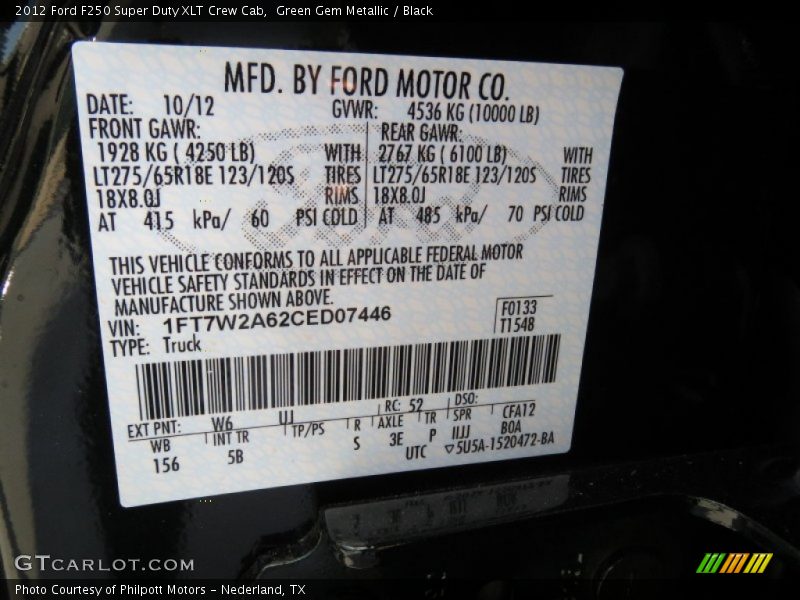 2012 Ford F250 Super Duty XLT Crew Cab,  Green Gem Metallic / Black
MFD. BY FORD MOTOR CO.
DATE: 10/12 GVWR: 4536 KG (10000 LB)
FRONT GAWR: REAR GAWR:
1928 KG ( 4250 LB) WITH 2767 KG ( 6100 LB) WITH
LT275/65R18E 123/120S TIRES LT275/65R18E 123/120S TIRES
18X8.0J RIMS 18X8.0J RIMS
AT 415 kPa/ 60 PSI COLD AT 485 kPa/ 70 PSI COLD
THIS VEHICLE CONFORMS TO ALL APPLICABLE FEDERAL MOTOR
VEHICLE SAFETY STANDARDS IN EFFECT ON THE DATE OF
MANUFACTURE SHOWN ABOVE.
VIN: 1FT7W2A62CED07446 F0133
TYPE: Truck T1548
EXT PNT: W6 UJ RC: 52 DSO:
WB INT TR TP/PS R AXLE TR SPR CFA12
156 5B S 3E P IIJJ B0A
UTC ▽5U5A-1520472-BA
GTCARLOT.COM
Photo Courtesy of Philpott Motors - Nederland, TX